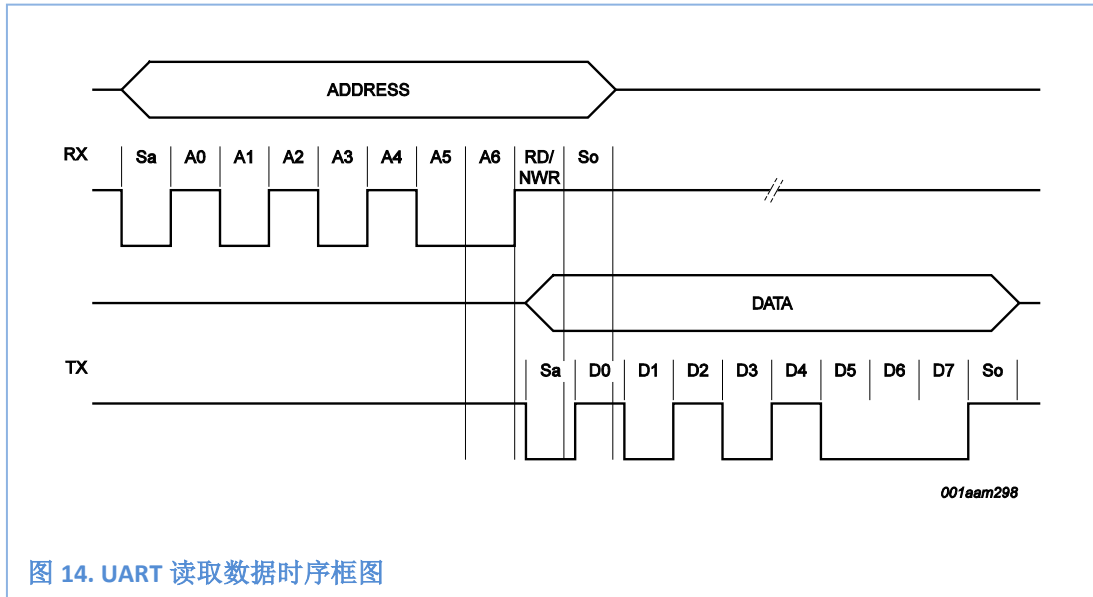 ADDRESS
RX Sa A0 A1 A2 A3 A4 A5 A6 RD/ So
NWR
DATA
TX Sa D0 D1 D2 D3 D4 D5 D6 D7 So
001aam298
图 14. UART 读取数据时序框图